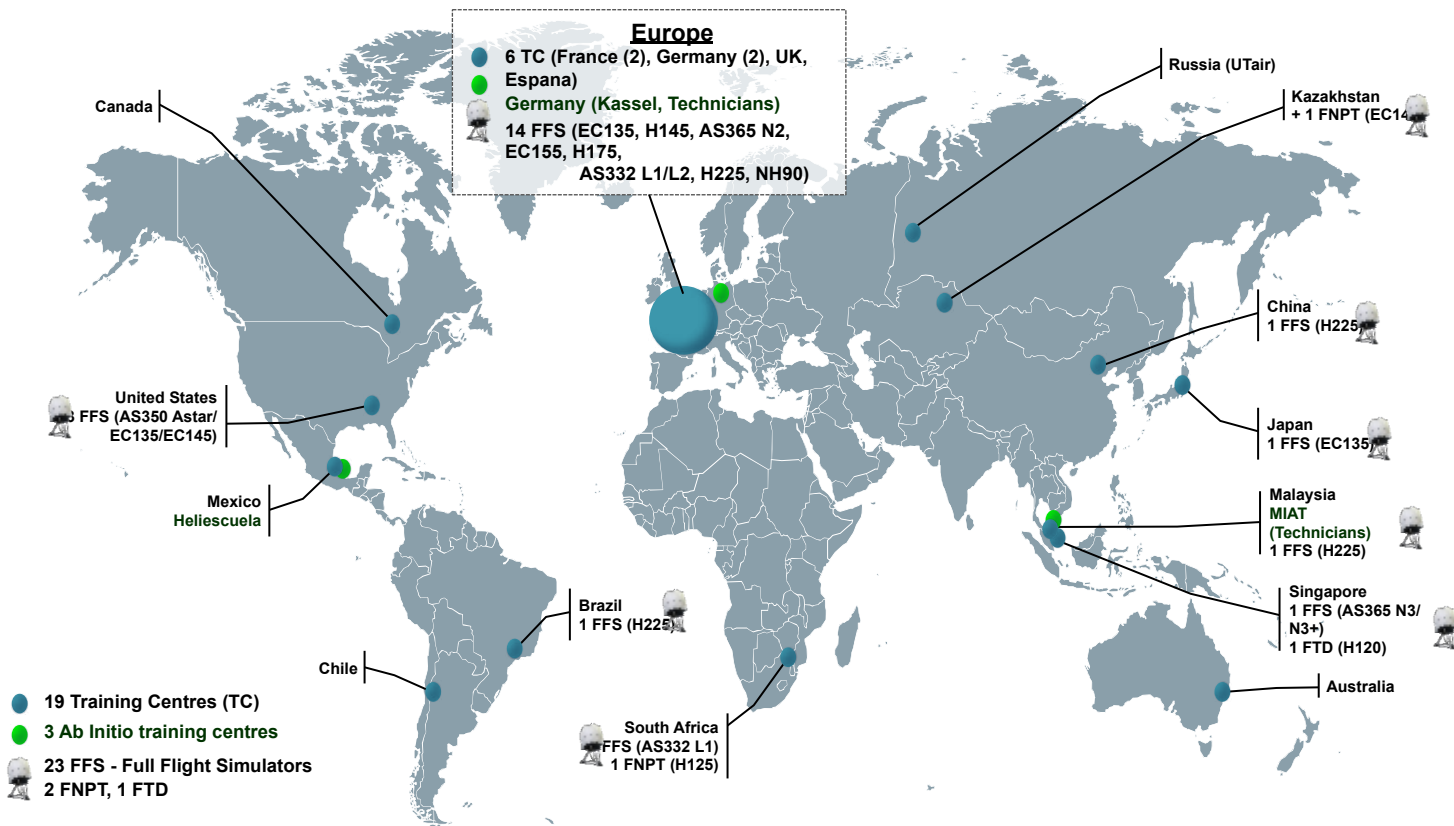 Europe
6 TC (France (2), Germany (2), UK,
Espana)
Germany (Kassel, Technicians)
14 FFS (EC135, H145, AS365 N2,
EC155, H175,
AS332 L1/L2, H225, NH90)
Russia (UTair)
Kazakhstan
+ 1 FNPT (EC14
Canada
China
1 FFS (H225)
United States
FFS (AS350 Astar/
EC135/EC145)
Japan
1 FFS (EC135)
Mexico
Heliescuela
Malaysia
MIAT
(Technicians)
1 FFS (H225)
Brazil
1 FFS (H225)
Singapore
1 FFS (AS365 N3/
N3+)
1 FTD (H120)
Chile
Australia
South Africa
FFS (AS332 L1)
1 FNPT (H125)
19 Training Centres (TC)
3 Ab Initio training centres
23 FFS - Full Flight Simulators
2 FNPT, 1 FTD